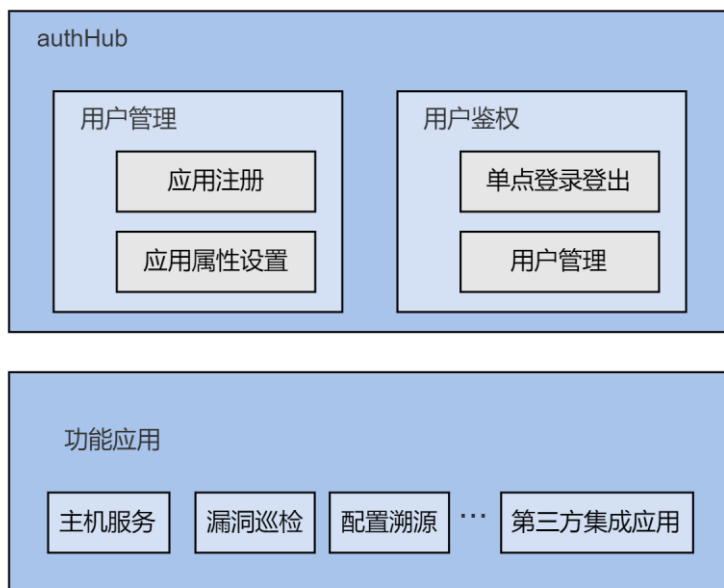 authHub
用户管理
用户鉴权
应用注册
单点登录登出
应用属性设置
用户管理
功能应用
主机服务
漏洞巡检
配置溯源
...
第三方集成应用